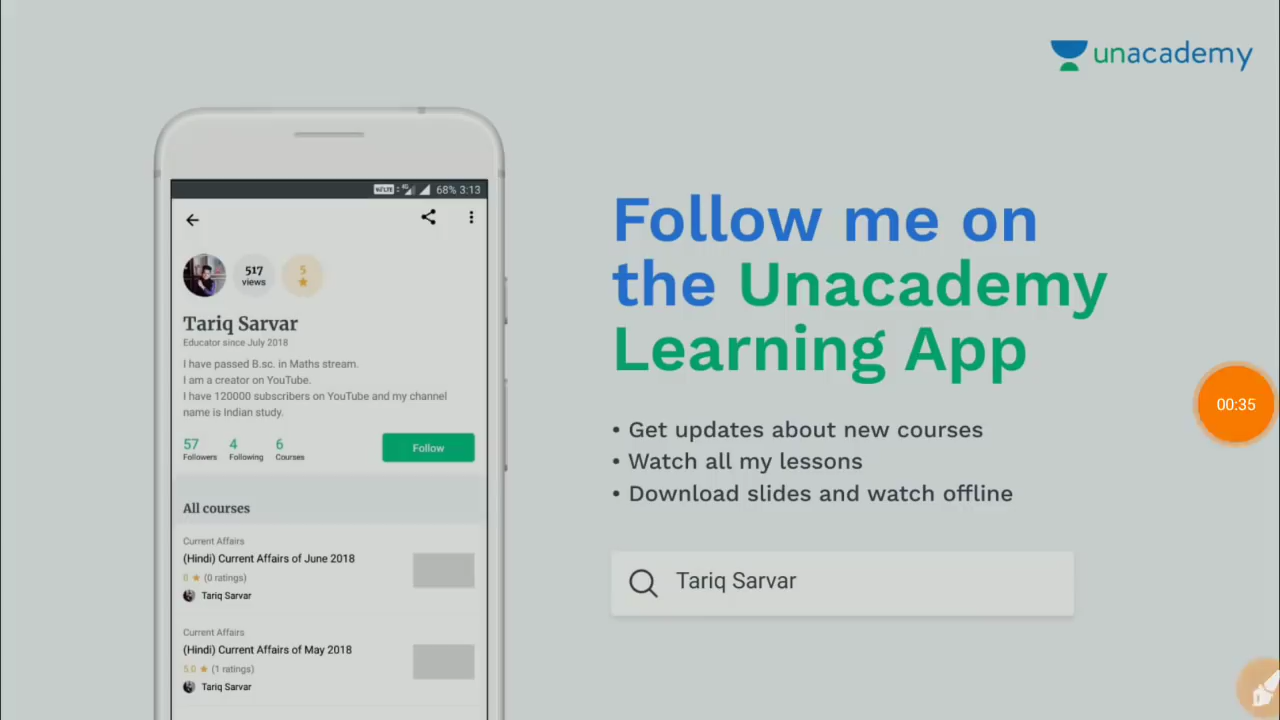 unacademy
68% 3:13
517
views
5
Tariq Sarvar
Educator since July 2018
I have passed B.sc. in Maths stream.
I am a creator on YouTube.
I have 120000 subscribers on YouTube and my channel
name is Indian study.
57
Followers
4
Following
6
Courses
Follow
All courses
Current Affairs
(Hindi) Current Affairs of June 2018
0 ★ (0 ratings)
Tariq Sarvar
Current Affairs
(Hindi) Current Affairs of May 2018
5.0 ★ (1 ratings)
Tariq Sarvar
Follow me on
the Unacademy
Learning App
• Get updates about new courses
• Watch all my lessons
• Download slides and watch offline
Tariq Sarvar
00:35